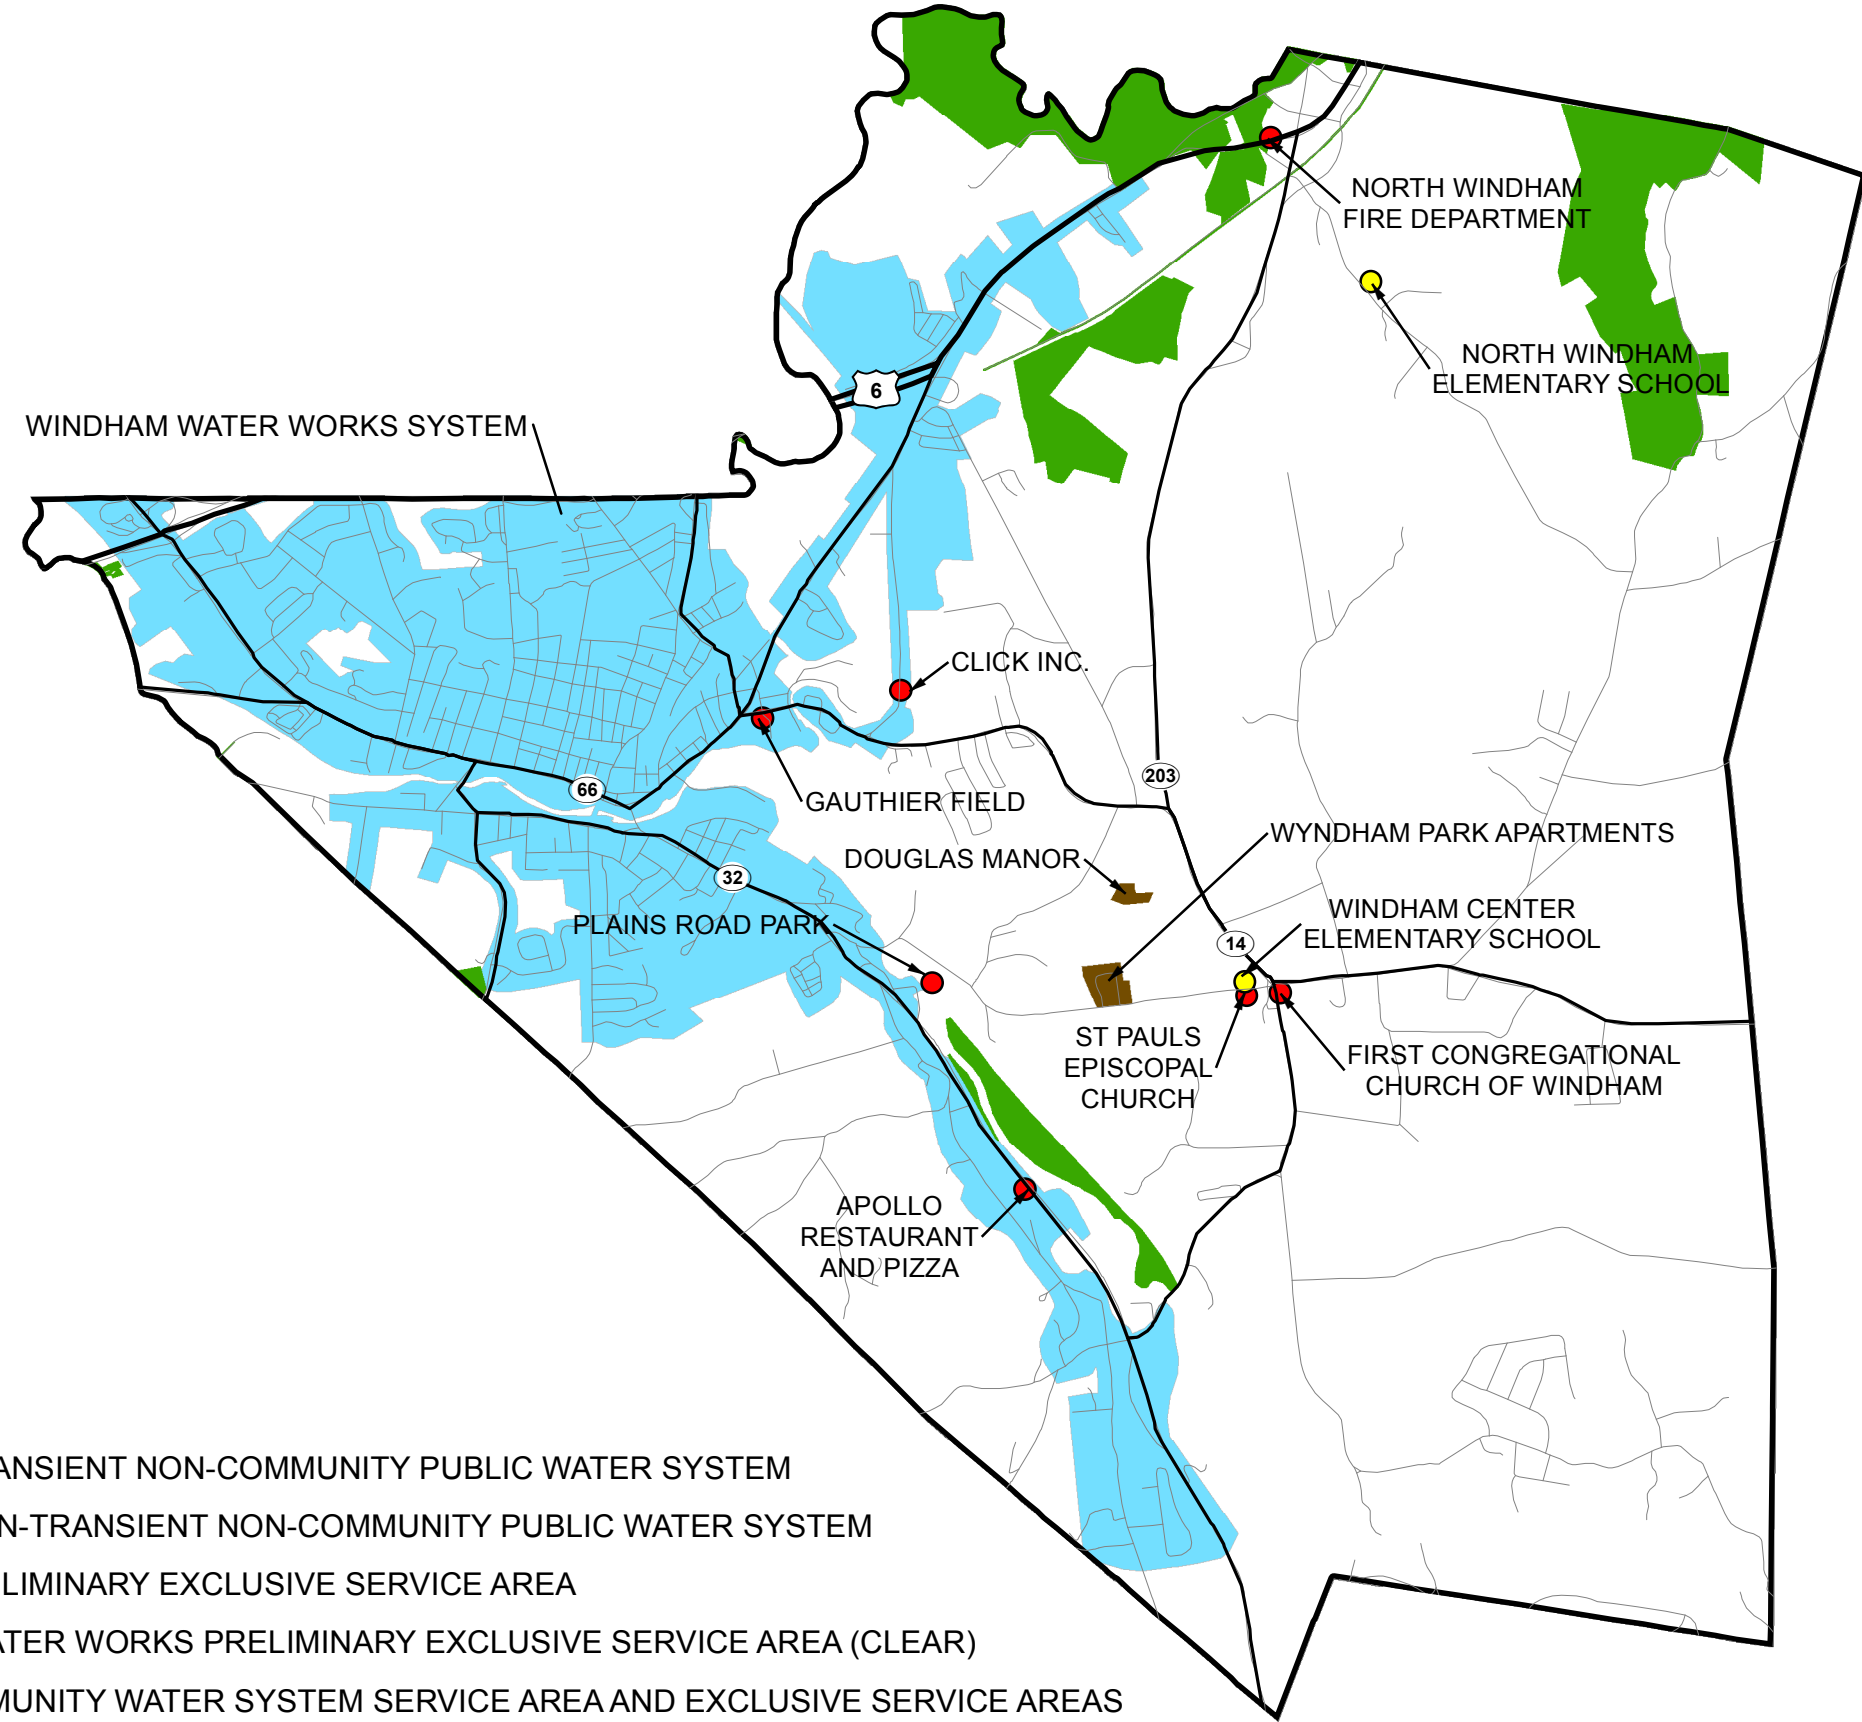 NORTH WINDHAM
FIRE DEPARTMENT
NORTH WINDHAM
ELEMENTARY SCHOOL
6
WINDHAM WATER WORKS SYSTEM
CLICK INC.
203
66
GAUTHIER FIELD
WYNDHAM PARK APARTMENTS
DOUGLAS MANOR
32
PLAINS ROAD PARK
WINDHAM CENTER
ELEMENTARY SCHOOL
14
ST PAULS
EPISCOPAL
CHURCH
FIRST CONGREGATIONAL
CHURCH OF WINDHAM
APOLLO
RESTAURANT
AND PIZZA
ANSIENT NON-COMMUNITY PUBLIC WATER SYSTEM
N-TRANSIENT NON-COMMUNITY PUBLIC WATER SYSTEM
LIMINARY EXCLUSIVE SERVICE AREA
ATER WORKS PRELIMINARY EXCLUSIVE SERVICE AREA (CLEAR)
MUNITY WATER SYSTEM SERVICE AREA AND EXCLUSIVE SERVICE AREAS